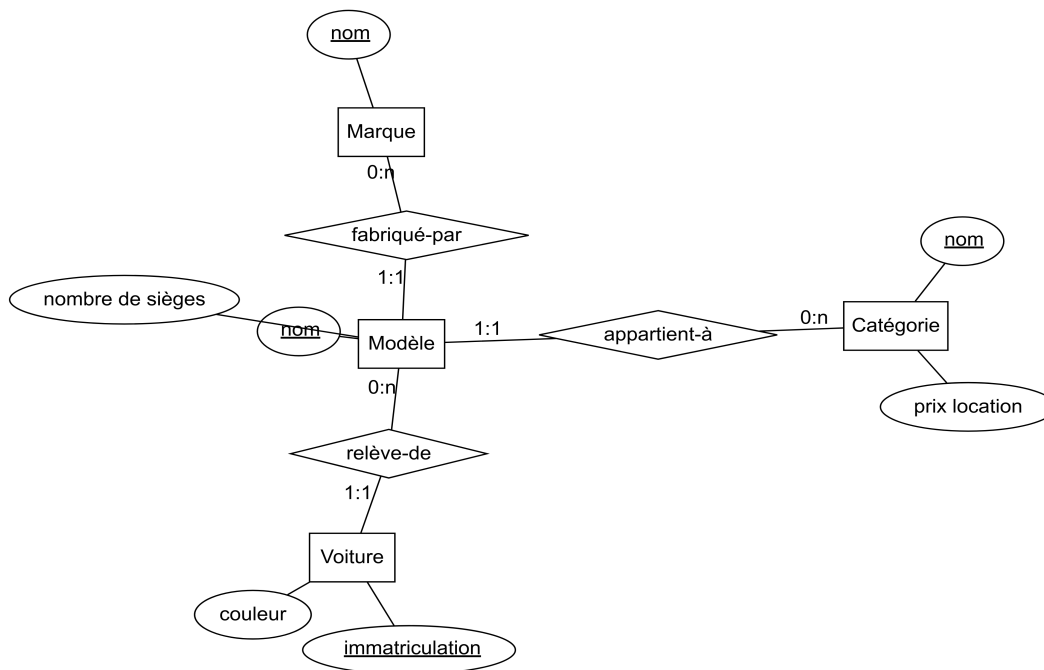 nom
Marque
0:n
fabriqué-par
nom
1:1
nombre de sièges
nom
Modèle
1:1
appartient-à
0:n
Catégorie
0:n
prix location
relève-de
1:1
Voiture
couleur
immatriculation